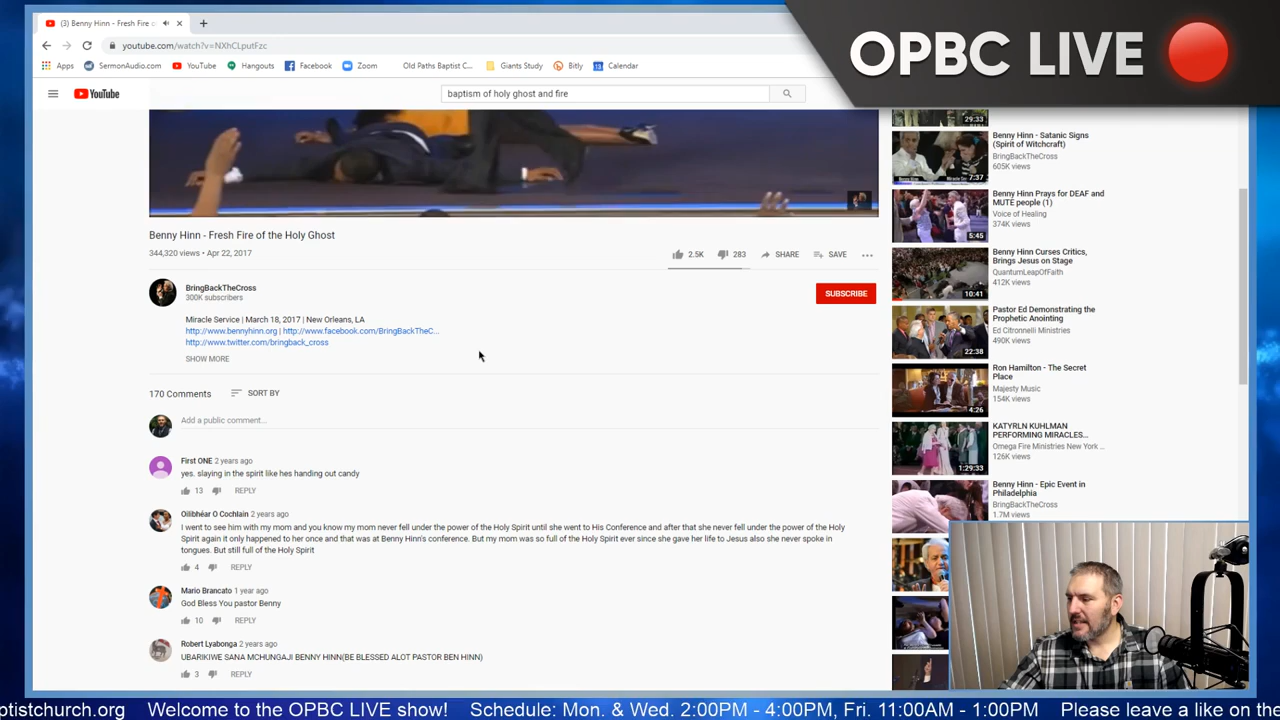 (3) Benny Hinn - Fresh Fire o
OPBC LIVE
youtube.com/watch?v=NXhCLputFzc
Apps SermonAudio.com YouTube Hangouts Facebook Zoom Old Paths Baptist C... Giants Study Bitly Calendar
YouTube
baptism of holy ghost and fire
29:33
Benny Hinn - Satanic Signs
(Spirit of Witchcraft)
BringBackTheCross
605K views
7:37
Benny Hinn Prays for DEAF and
MUTE people (1)
Voice of Healing
374K views
5:45
Benny Hinn Curses Critics,
Brings Jesus on Stage
QuantumLeapOfFaith
412K views
10:41
Pastor Ed Demonstrating the
Prophetic Anointing
Ed Citronnelli Ministries
490K views
22:38
Ron Hamilton - The Secret
Place
Majesty Music
154K views
4:26
KATYRLN KUHLMAN
PERFORMING MIRACLES...
Omega Fire Ministries New York ..
126K views
1:29:33
Benny Hinn - Epic Event in
Philadelphia
BringBackTheCross
1.7M views
Benny Hinn - Fresh Fire of the Holy Ghost
344,320 views • Apr 22, 2017
2.5K 283 SHARE SAVE ...
BringBackTheCross
300K subscribers
SUBSCRIBE
Miracle Service | March 18, 2017 | New Orleans, LA
http://www.bennyhinn.org | http://www.facebook.com/BringBackTheC...
http://www.twitter.com/bringback_cross
SHOW MORE
170 Comments SORT BY
Add a public comment...
First ONE 2 years ago
yes. slaying in the spirit like hes handing out candy
13 REPLY
Oilibhéar O Cochlain 2 years ago
I went to see him with my mom and you know my mom never fell under the power of the Holy Spirit until she went to His Conference and after that she never fell under the power of the Holy
Spirit again it only happened to her once and that was at Benny Hinn's conference. But my mom was so full of the Holy Spirit ever since she gave her life to Jesus also she never spoke in
tongues. But still full of the Holy Spirit
4 REPLY
Mario Brancato 1 year ago
God Bless You pastor Benny
10 REPLY
Robert Lyabonga 2 years ago
UBARIKIWE SANA MCHUNGAJI BENNY HINN(BE BLESSED ALOT PASTOR BEN HINN)
3 REPLY
ptistchurch.org Welcome to the OPBC LIVE show! Schedule: Mon. & Wed. 2:00PM - 4:00PM, Fri. 11:00AM - 1:00PM Please leave a like on the